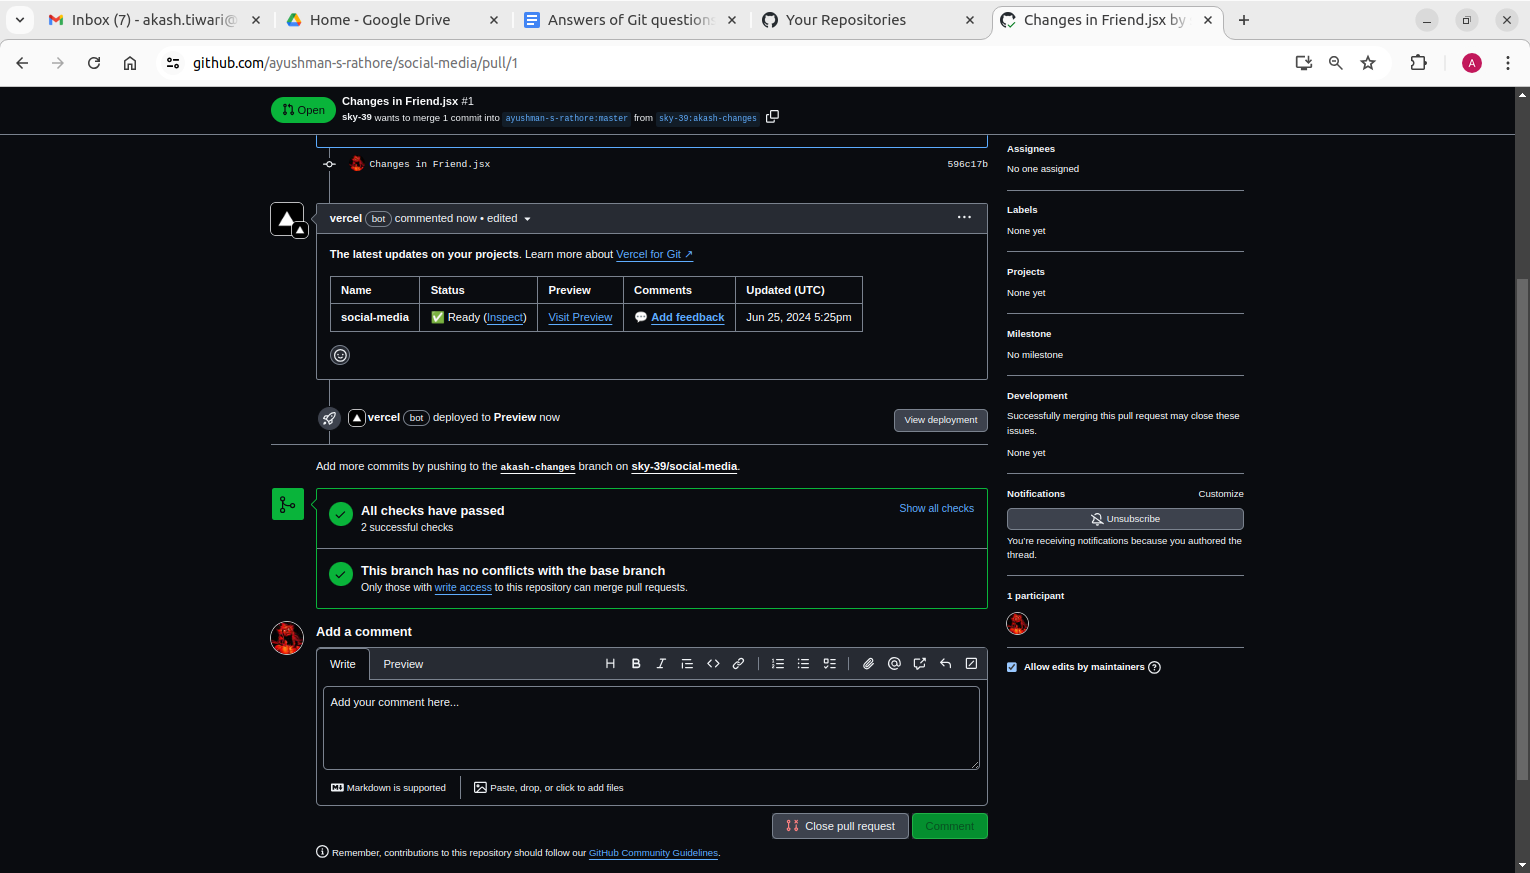 Inbox (7) - akash.tiwari@
Home - Google Drive
Answers of Git questions
Your Repositories
Changes in Friend.jsx by
github.com/ayushman-s-rathore/social-media/pull/1
A
Open
Changes in Friend.jsx #1
sky-39 wants to merge 1 commit into ayushman-s-rathore:master from sky-39:akash-changes
Changes in Friend.jsx 596c17b
vercel bot commented now • edited
The latest updates on your projects. Learn more about Vercel for Git ↗
Name Status Preview Comments Updated (UTC)
social-media ✅ Ready (Inspect) Visit Preview 💬 Add feedback Jun 25, 2024 5:25pm
vercel bot deployed to Preview now
View deployment
Add more commits by pushing to the akash-changes branch on sky-39/social-media.
All checks have passed
2 successful checks
Show all checks
This branch has no conflicts with the base branch
Only those with write access to this repository can merge pull requests.
Add a comment
Write Preview
Add your comment here...
Markdown is supported
Paste, drop, or click to add files
Close pull request
Comment
Remember, contributions to this repository should follow our GitHub Community Guidelines.
Assignees
No one assigned
Labels
None yet
Projects
None yet
Milestone
No milestone
Development
Successfully merging this pull request may close these
issues.
None yet
Notifications Customize
Unsubscribe
You're receiving notifications because you authored the
thread.
1 participant
Allow edits by maintainers